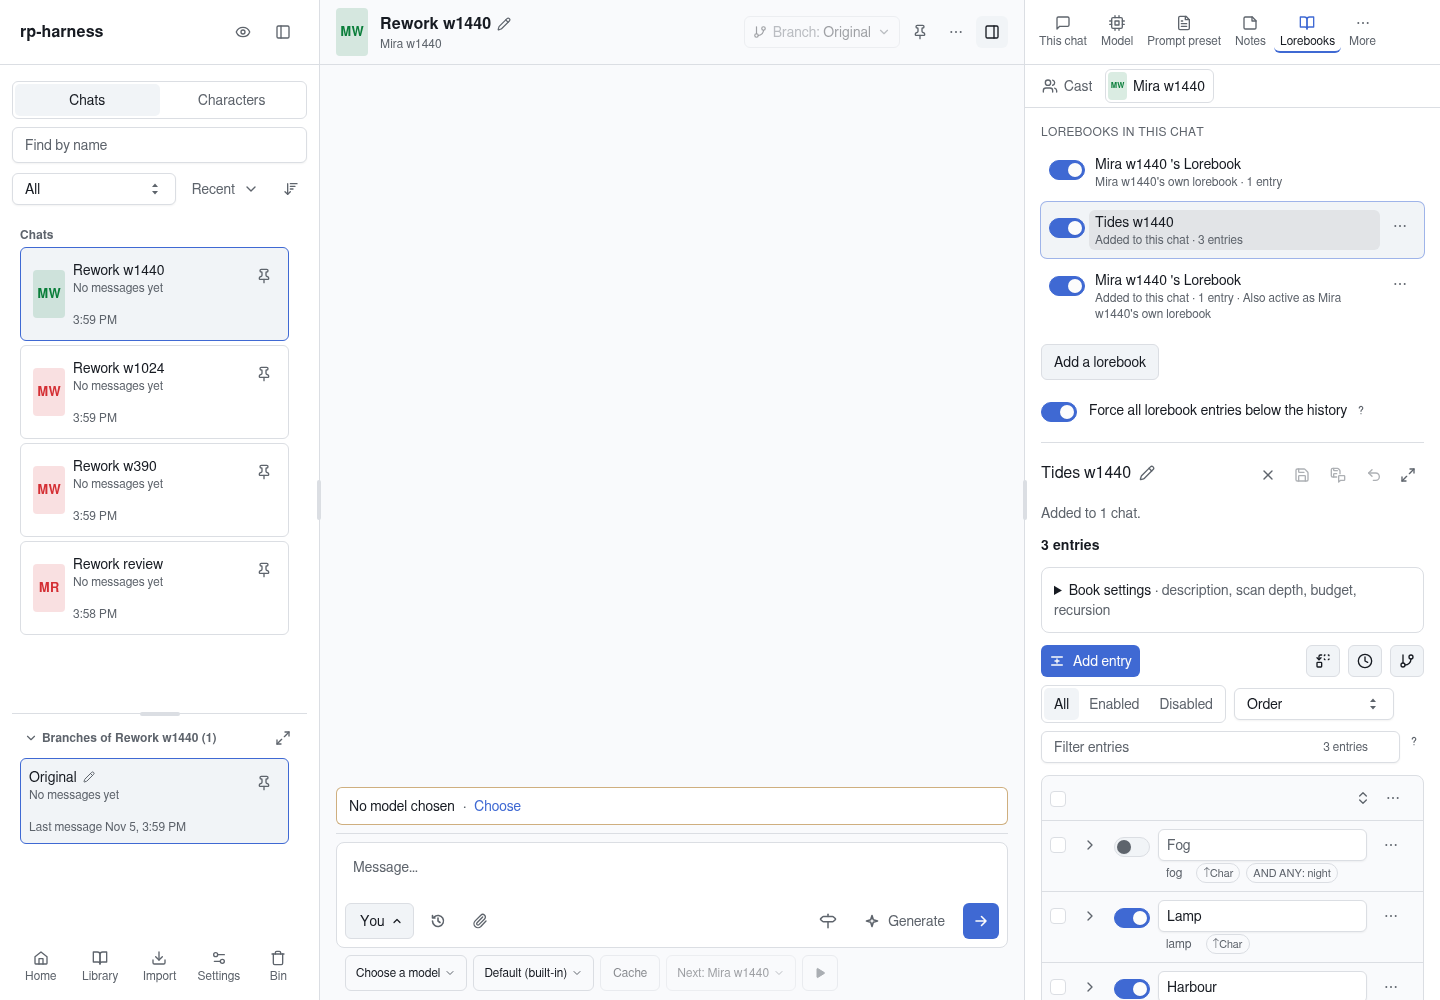 rp-harness
Chats
Characters
Find by name
All
Recent
Chats
MW
Rework w1440
No messages yet
3:59 PM
MW
Rework w1024
No messages yet
3:59 PM
MW
Rework w390
No messages yet
3:59 PM
MR
Rework review
No messages yet
3:58 PM
Branches of Rework w1440 (1)
Original
No messages yet
Last message Nov 5, 3:59 PM
Home
Library
Import
Settings
Bin
MW
Rework w1440
Mira w1440
Branch: Original
No model chosen · Choose
Message...
You
Generate
Choose a model
Default (built-in)
Cache
Next: Mira w1440
This chat
Model
Prompt preset
Notes
Lorebooks
More
Cast
MW
Mira w1440
LOREBOOKS IN THIS CHAT
Mira w1440 's Lorebook
Mira w1440's own lorebook · 1 entry
Tides w1440
Added to this chat · 3 entries
Mira w1440 's Lorebook
Added to this chat · 1 entry · Also active as Mira
w1440's own lorebook
Add a lorebook
Force all lorebook entries below the history ?
Tides w1440
Added to 1 chat.
3 entries
Book settings · description, scan depth, budget,
recursion
Add entry
All
Enabled
Disabled
Order
Filter entries
3 entries
?
Fog
fog
↑Char
AND ANY: night
Lamp
lamp
↑Char
Harbour